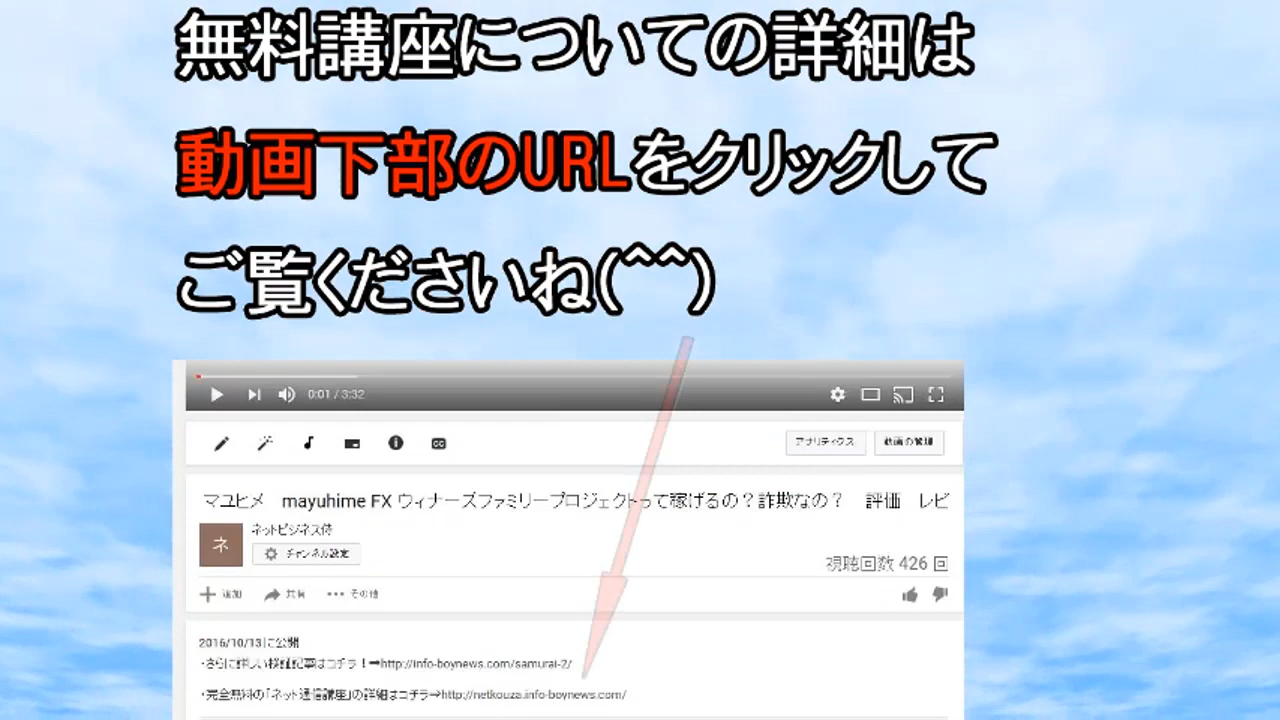 無料講座についての詳細は
動画下部のURLをクリックして
ご覧くださいね(^^)
0:01 / 3:32
アナリティクス 動画の管理
マユヒメ mayuhime FX ウィナーズファミリープロジェクトって稼げるの？詐欺なの？ 評価 レビ
ネ ネットビジネス侍
チャンネル設定
視聴回数 426 回
追加 共有 その他
2016/10/13に公開
・さらに詳しい検証記事はコチラ！⇒http://info-boynews.com/samurai-2/
・完全無料の「ネット通信講座」の詳細はコチラ⇒http://netkouza.info-boynews.com/